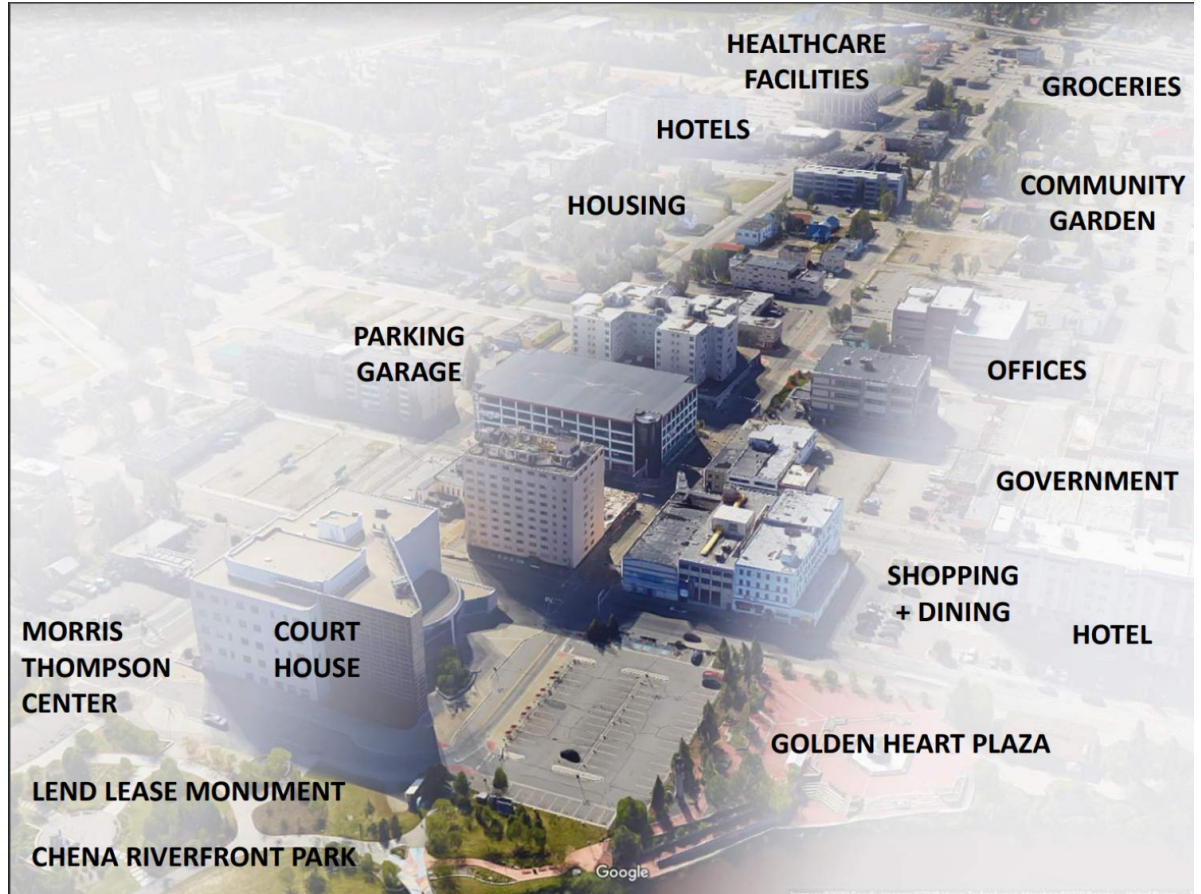 HEALTHCARE
FACILITIES
GROCERIES
HOTELS
COMMUNITY
GARDEN
HOUSING
PARKING
GARAGE
OFFICES
GOVERNMENT
SHOPPING
+ DINING
HOTEL
MORRIS
THOMPSON
CENTER
COURT
HOUSE
GOLDEN HEART PLAZA
LEND LEASE MONUMENT
CHENA RIVERFRONT PARK
Google